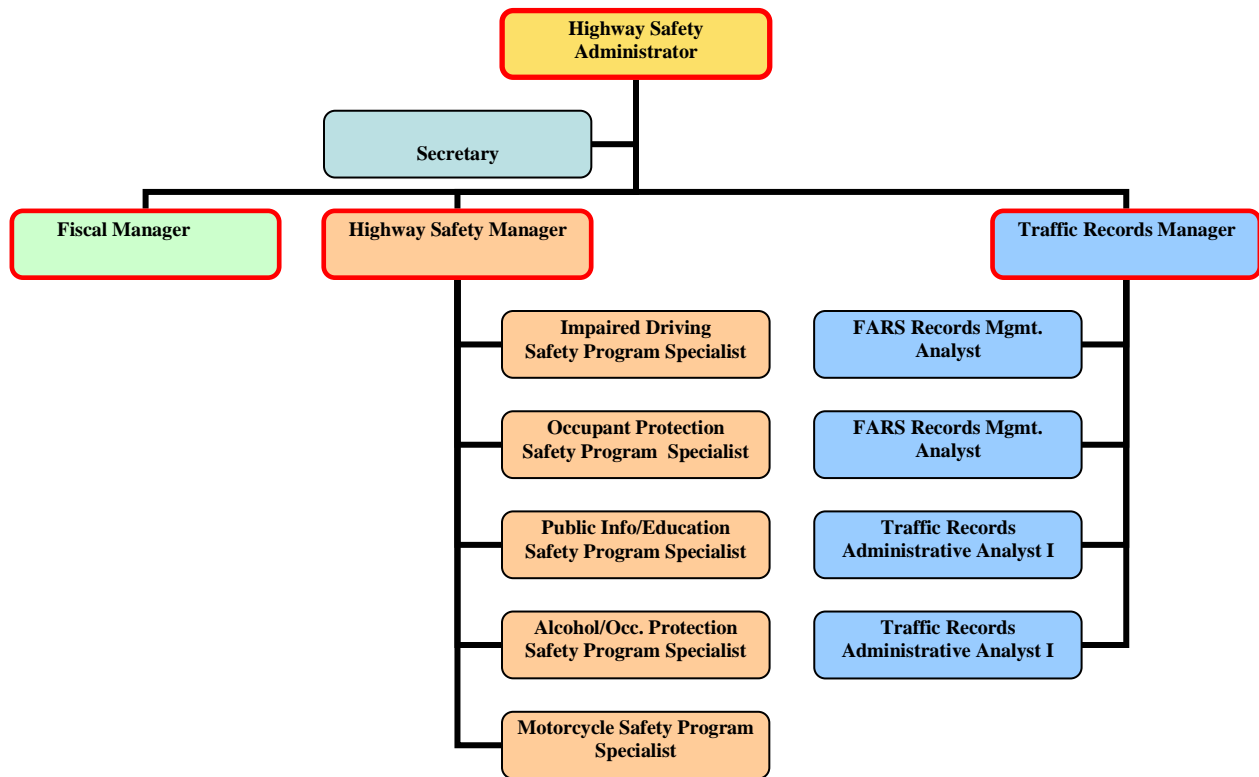 Highway Safety
Administrator
Secretary
Fiscal Manager
Highway Safety Manager
Traffic Records Manager
Impaired Driving
Safety Program Specialist
FARS Records Mgmt.
Analyst
Occupant Protection
Safety Program  Specialist
FARS Records Mgmt.
Analyst
Public Info/Education
Safety Program Specialist
Traffic Records
Administrative Analyst I
Alcohol/Occ. Protection
Safety Program Specialist
Traffic Records
Administrative Analyst I
Motorcycle Safety Program
Specialist